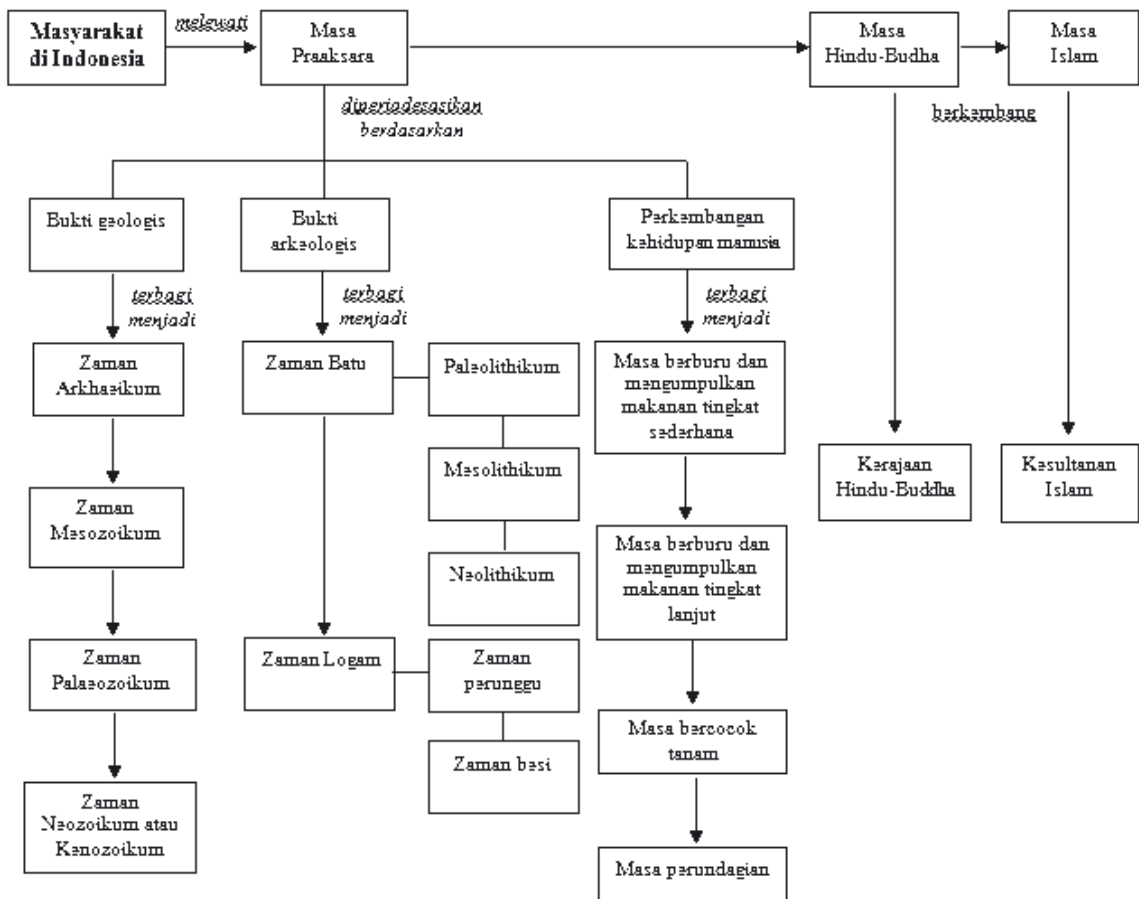 Masyarakat
di Indonesia
melewati
Masa
Praaksara
Masa
Hindu-Budha
Masa
Islam
diperiadesasikan
berdasarkan
berkembang
Bukti geologis
Bukti
arkeologis
Perkembangan
kehidupan manusia
terbagi
menjadi
terbagi
menjadi
terbagi
menjadi
Zaman
Arkhaeikum
Zaman Batu
Paleolithikum
Masa berburu dan
mengumpulkan
makanan tingkat
sederhana
Mesolithikum
Kerajaan
Hindu-Buddha
Kesultanan
Islam
Zaman
Mesozoikum
Neolithikum
Masa berburu dan
mengumpulkan
makanan tingkat
lanjut
Zaman
Palaeozoikum
Zaman Logam
Zaman
perunggu
Masa bercocok
tanam
Zaman besi
Zaman
Neozoikum atau
Kenozoikum
Masa perundagian